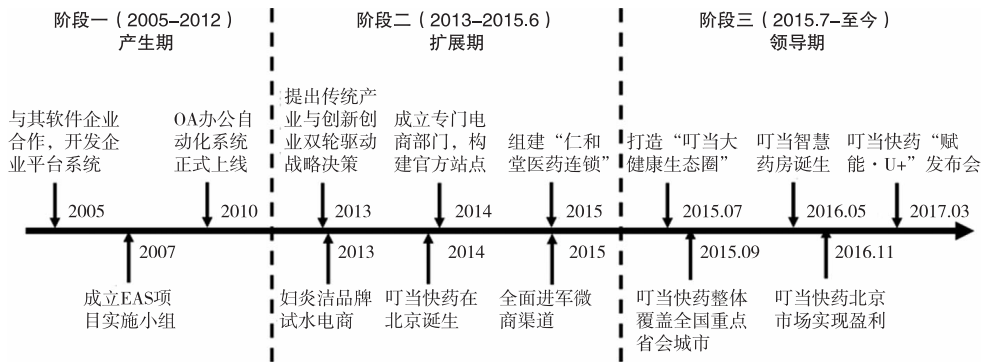 阶段一（2005-2012）
产生期
阶段二（2013-2015.6）
扩展期
阶段三（2015.7-至今）
领导期
与其软件企业
合作，开发企
业平台系统
OA办公自
动化系统
正式上线
提出传统产
业与创新创
业双轮驱动
战略决策
成立专门电
商部门，构
建官方站点
组建“仁和
堂医药连锁”
打造“叮当大
健康生态圈”
叮当智慧
药房诞生
叮当快药“赋
能·U+”发布会
2005
2010
2013
2014
2015
2015.07
2016.05
2017.03
2007
2013
2014
2015
2015.09
2016.11
成立EAS项
目实施小组
妇炎洁品牌
试水电商
叮当快药在
北京诞生
全面进军微
商渠道
叮当快药整体
覆盖全国重点
省会城市
叮当快药北京
市场实现盈利